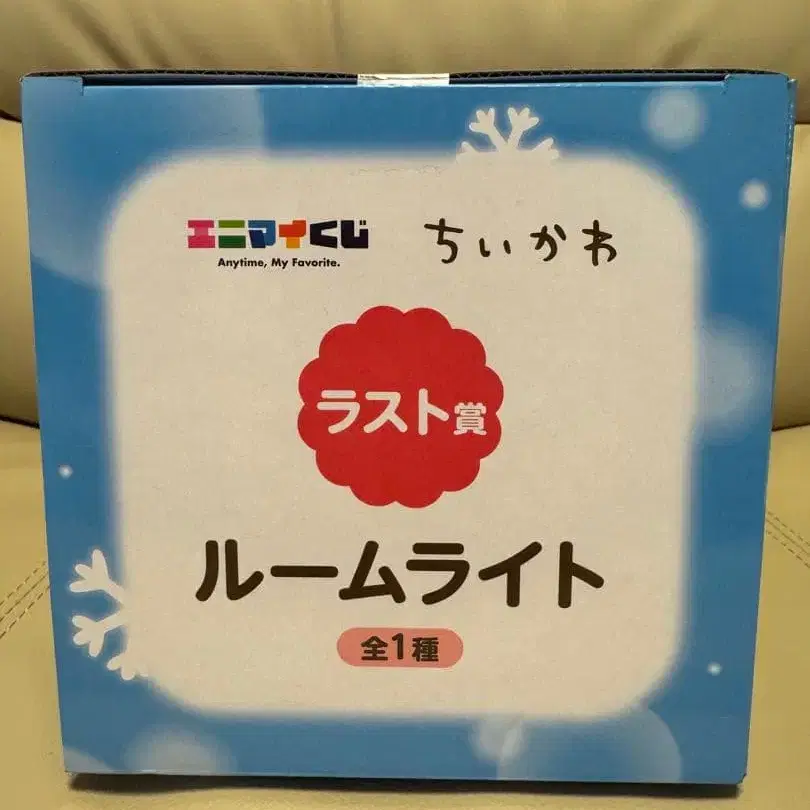 エニマイくじ ちいかわ
Anytime, My Favorite.
ラスト賞
ルームライト
全1種